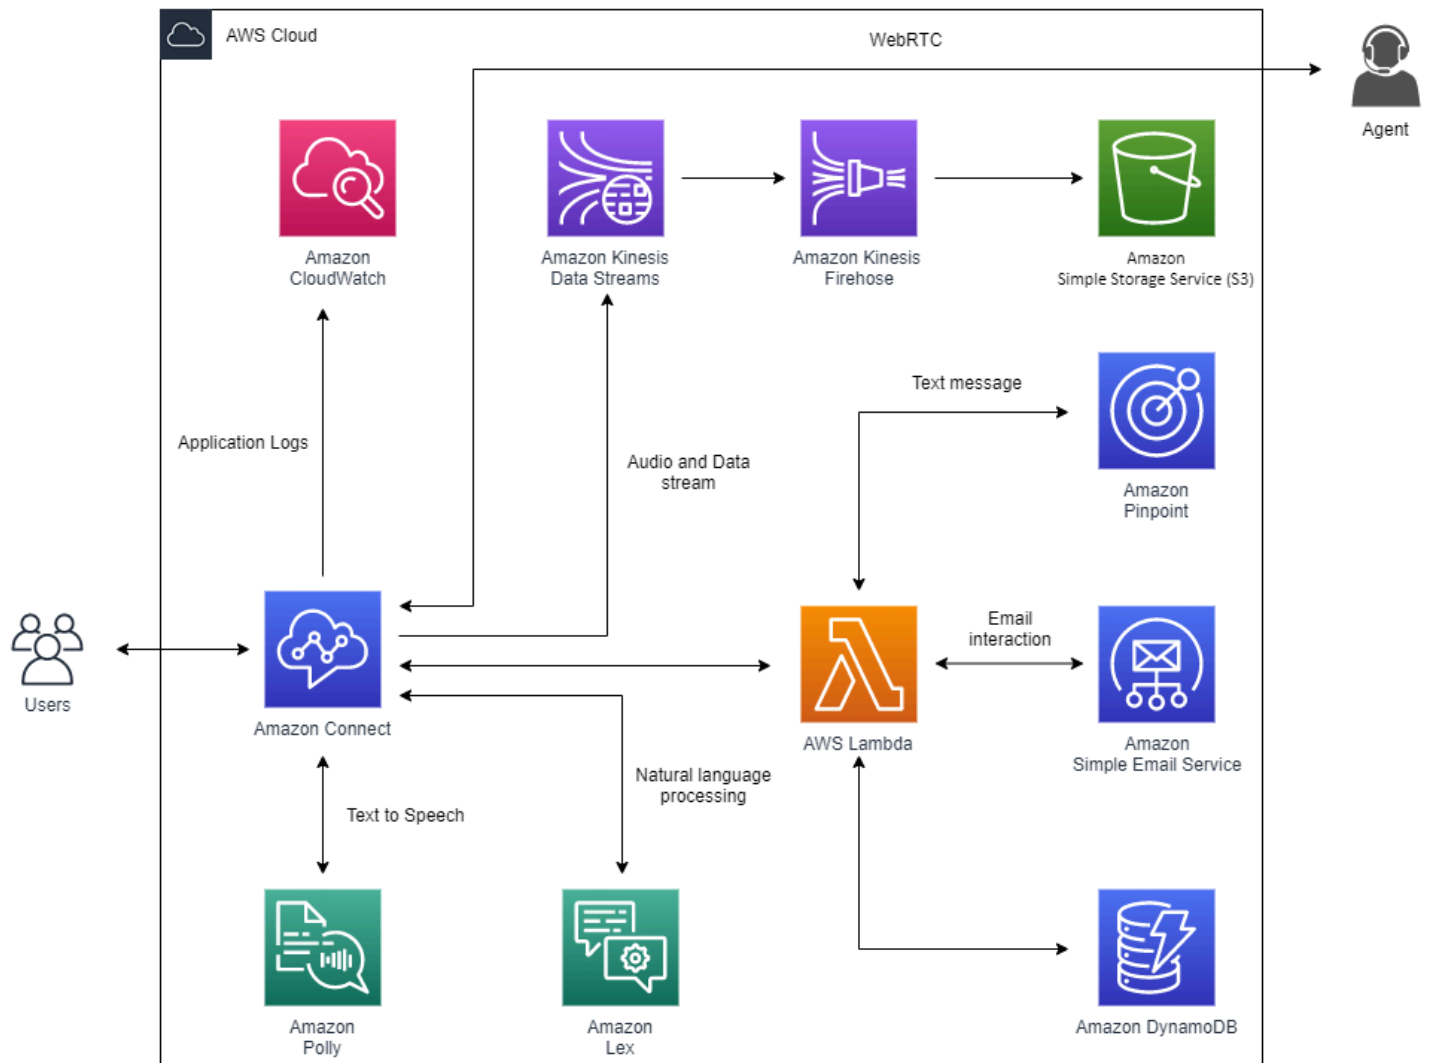 AWS Cloud
WebRTC
Agent
Amazon
CloudWatch
Amazon Kinesis
Data Streams
Amazon Kinesis
Firehose
Amazon
Simple Storage Service (S3)
Text message
Application Logs
Audio and Data
stream
Amazon
Pinpoint
Email
interaction
Users
Amazon Connect
AWS Lambda
Amazon
Simple Email Service
Natural language
processing
Text to Speech
Amazon
Polly
Amazon
Lex
Amazon DynamoDB